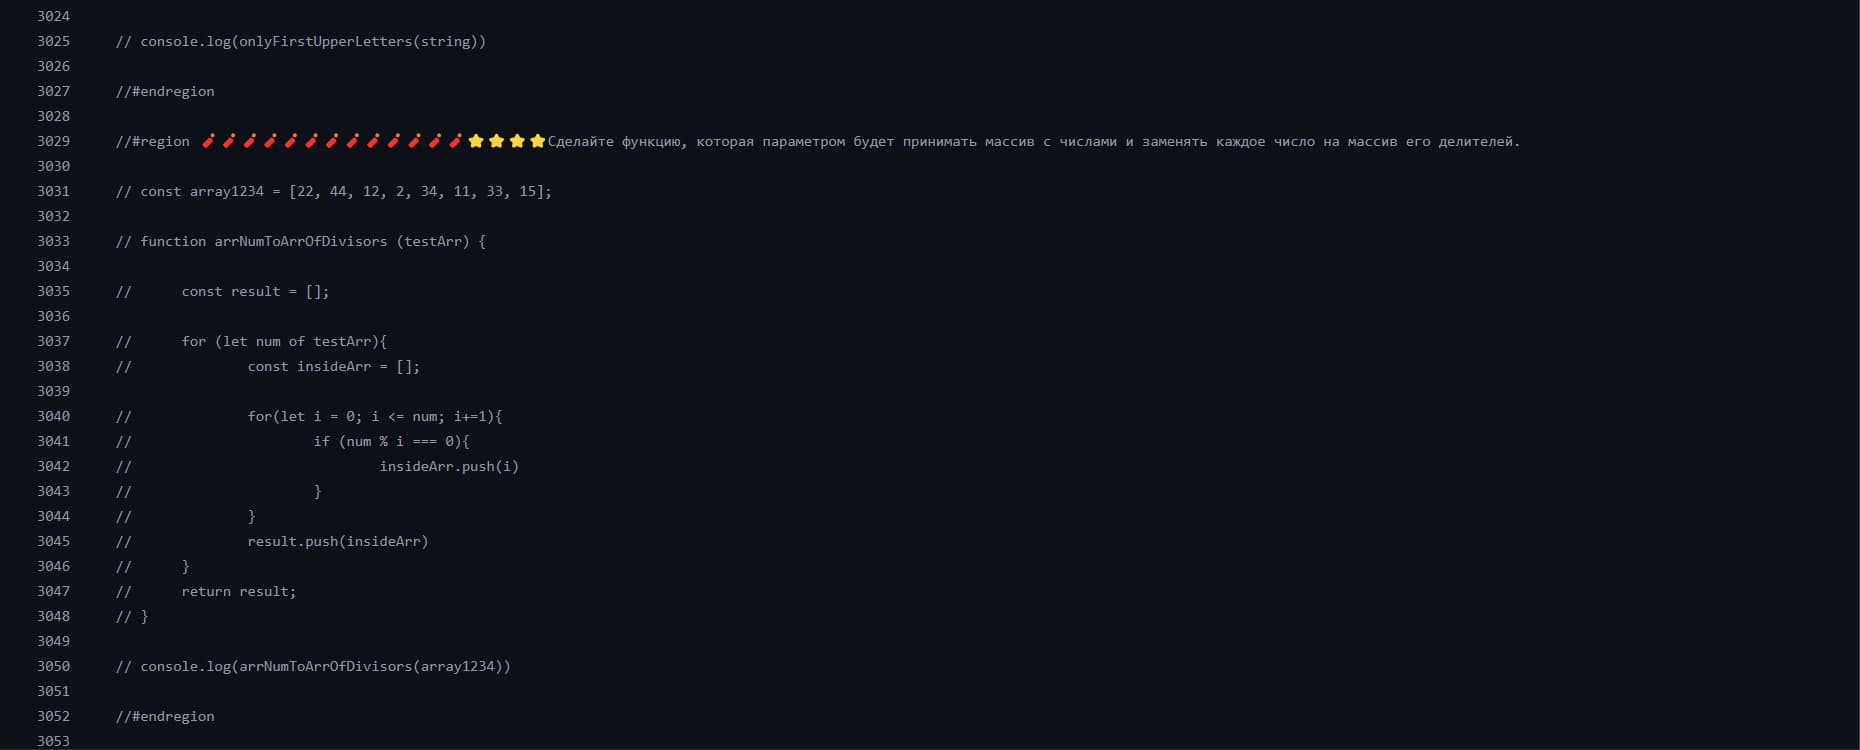 3024
3025 // console.log(onlyFirstUpperLetters(string))
3026
3027 //#endregion
3028
3029 //#region 🧨🧨🧨🧨🧨🧨🧨🧨🧨🧨🧨🧨🧨⭐⭐⭐⭐Сделайте функцию, которая параметром будет принимать массив с числами и заменять каждое число на массив его делителей.
3030
3031 // const array1234 = [22, 44, 12, 2, 34, 11, 33, 15];
3032
3033 // function arrNumToArrOfDivisors (testArr) {
3034
3035 //      const result = [];
3036
3037 //      for (let num of testArr){
3038 //              const insideArr = [];
3039
3040 //              for(let i = 0; i <= num; i+=1){
3041 //                      if (num % i === 0){
3042 //                              insideArr.push(i)
3043 //                      }
3044 //              }
3045 //              result.push(insideArr)
3046 //      }
3047 //      return result;
3048 // }
3049
3050 // console.log(arrNumToArrOfDivisors(array1234))
3051
3052 //#endregion
3053